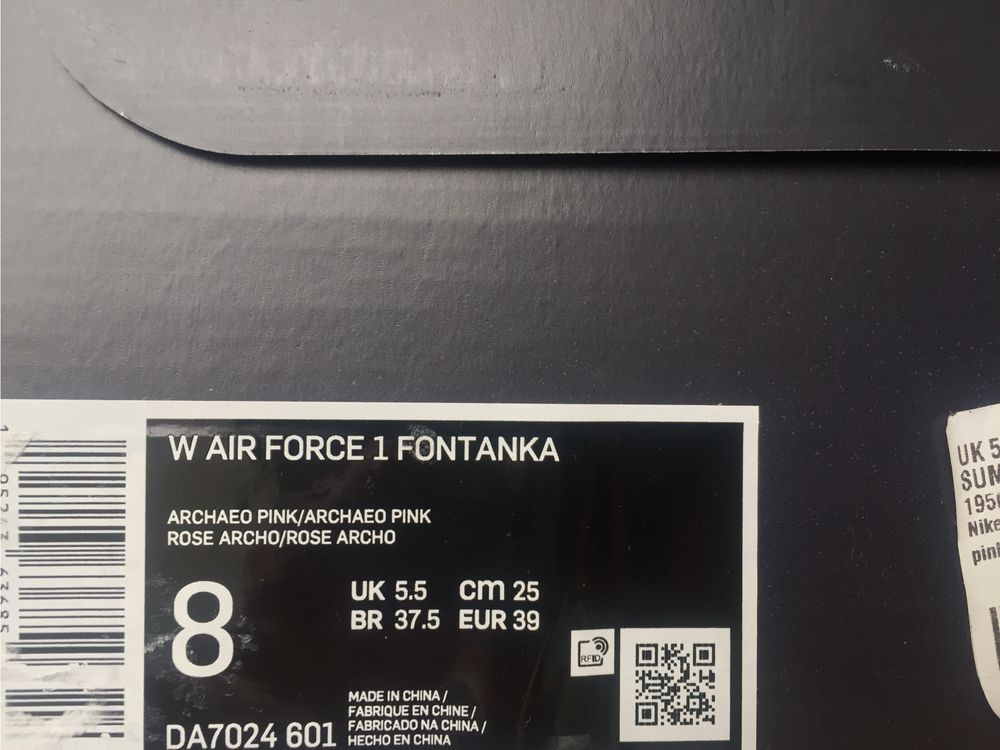 W AIR FORCE 1 FONTANKA
ARCHAEO PINK/ARCHAEO PINK
ROSE ARCHO/ROSE ARCHO
8
UK 5.5 cm 25
BR 37.5 EUR 39
RFID
MADE IN CHINA /
FABRIQUE EN CHINE /
FABRICADO NA CHINA /
HECHO EN CHINA
DA7024 601
UK 5
SUM
1950
Nike
pink